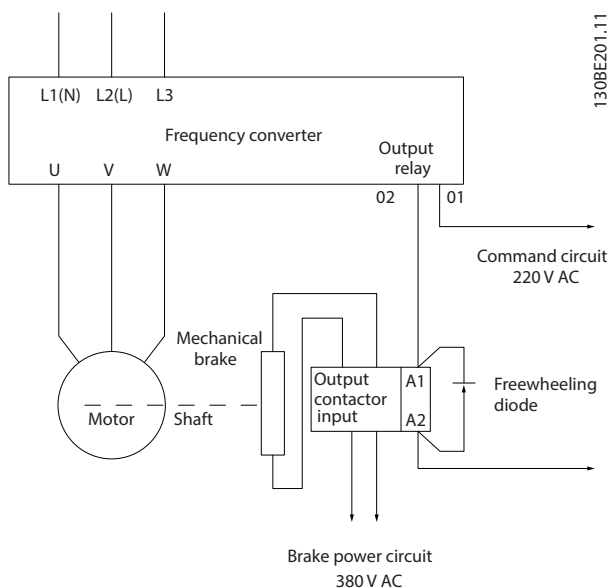 130BE201.11
L1(N) L2(L) L3
Frequency converter
Output
relay
U V W
02 01
Command circuit
220 V AC
Mechanical
brake
Output
contactor
input
A1
A2
Freewheeling
diode
Motor
Shaft
Brake power circuit
380 V AC